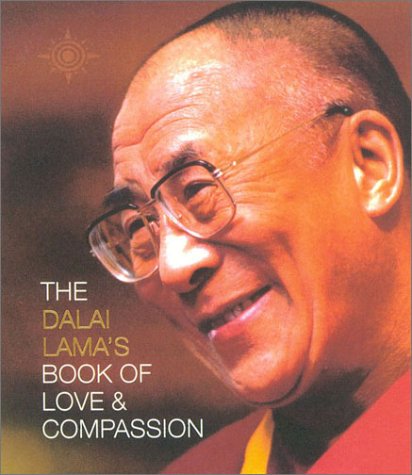 THE
DALAI
LAMA'S
BOOK OF
LOVE &
COMPASSION